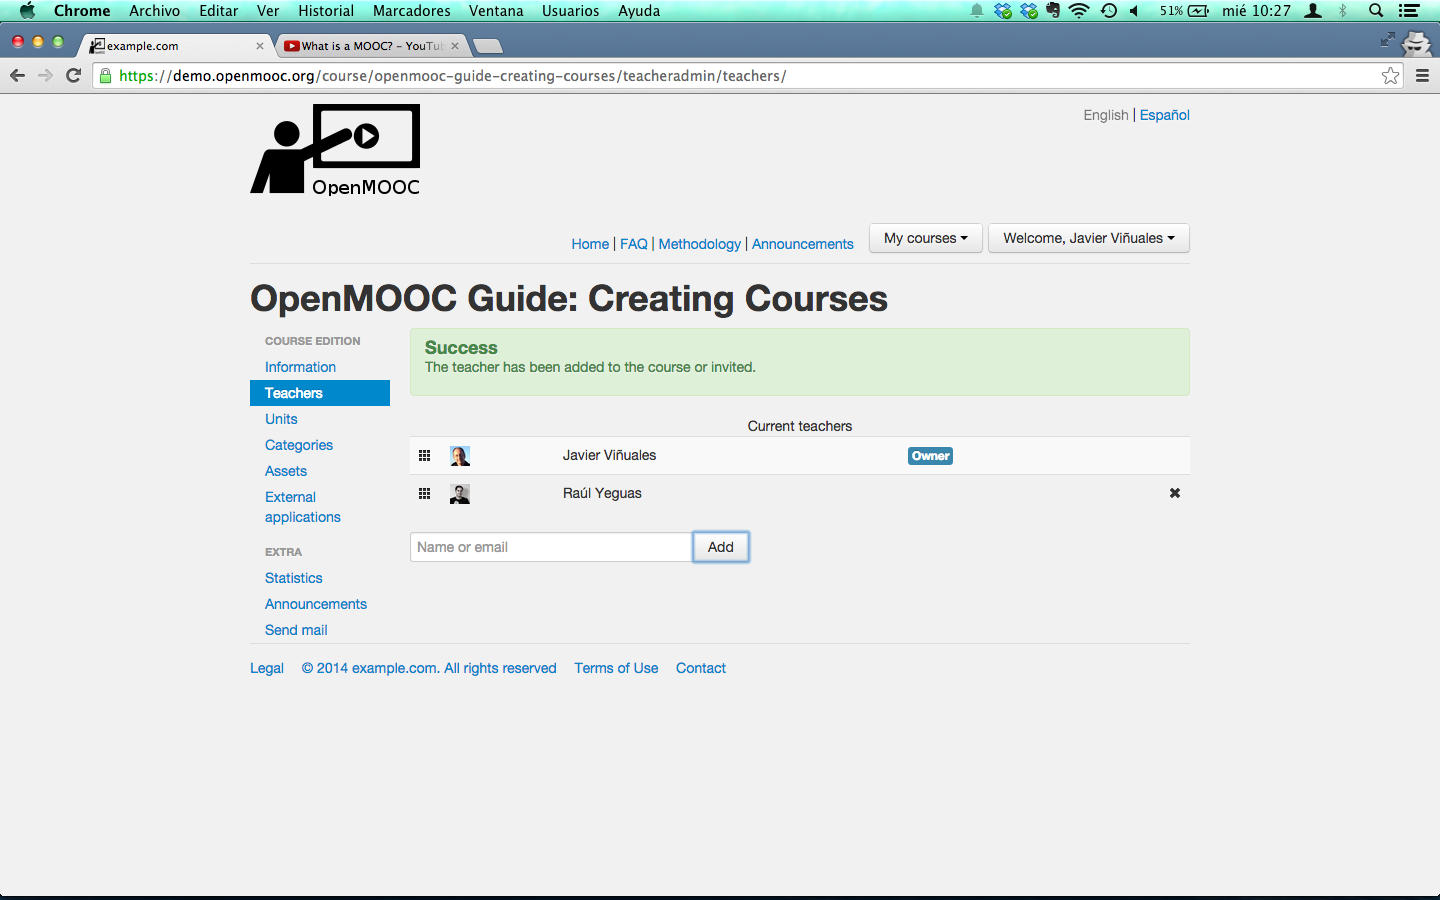 Chrome Archivo Editar Ver Historial Marcadores Ventana Usuarios Ayuda 51% mié 10:27
example.com What is a MOOC? - YouTub
https://demo.openmooc.org/course/openmooc-guide-creating-courses/teacheradmin/teachers/
English | Español
OpenMOOC
Home | FAQ | Methodology | Announcements My courses Welcome, Javier Viñuales
OpenMOOC Guide: Creating Courses
COURSE EDITION
Information
Teachers
Units
Categories
Assets
External
applications
EXTRA
Statistics
Announcements
Send mail
Success
The teacher has been added to the course or invited.
Current teachers
Javier Viñuales Owner
Raúl Yeguas
Name or email Add
Legal © 2014 example.com. All rights reserved Terms of Use Contact